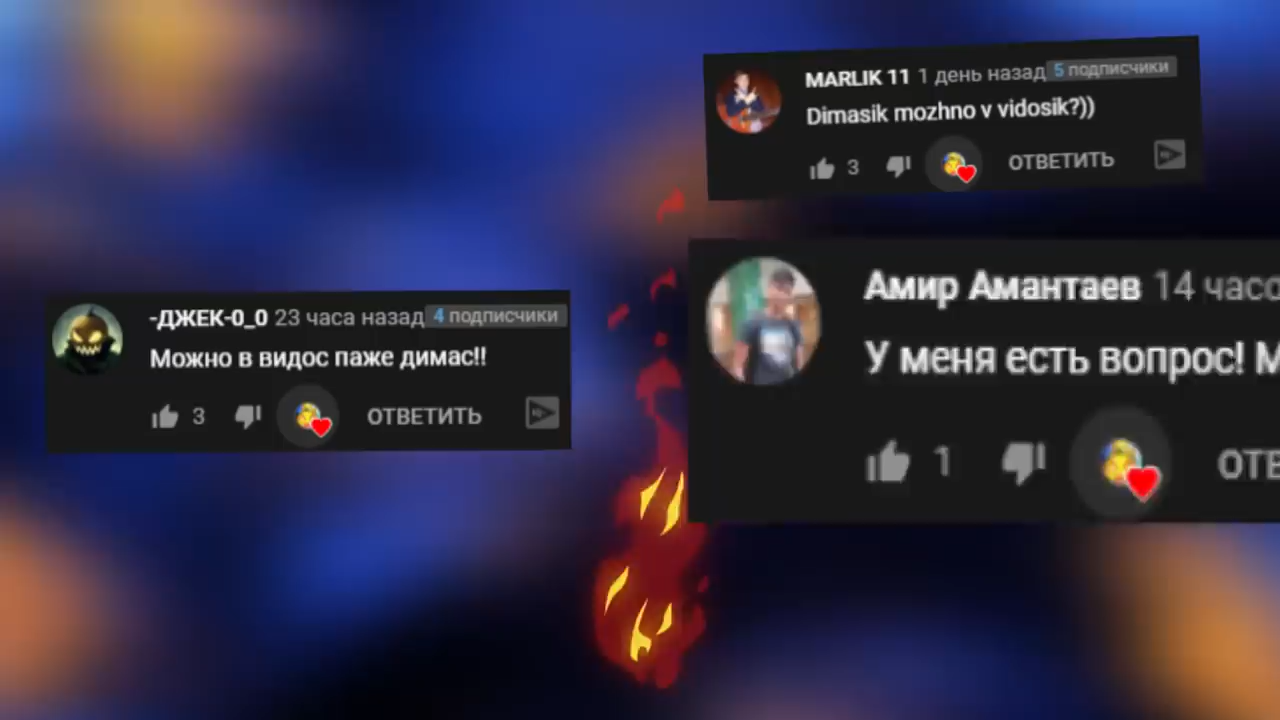 MARLIK 11 1 день назад 5 подписчики
Dimasik mozhno v vidosik?))
3 ОТВЕТИТЬ
Амир Амантаев 14 часо
У меня есть вопрос! М
1 ОТВ
-ДЖЕК-0_0 23 часа назад 4 подписчики
Можно в видос паже димас!!
3 ОТВЕТИТЬ